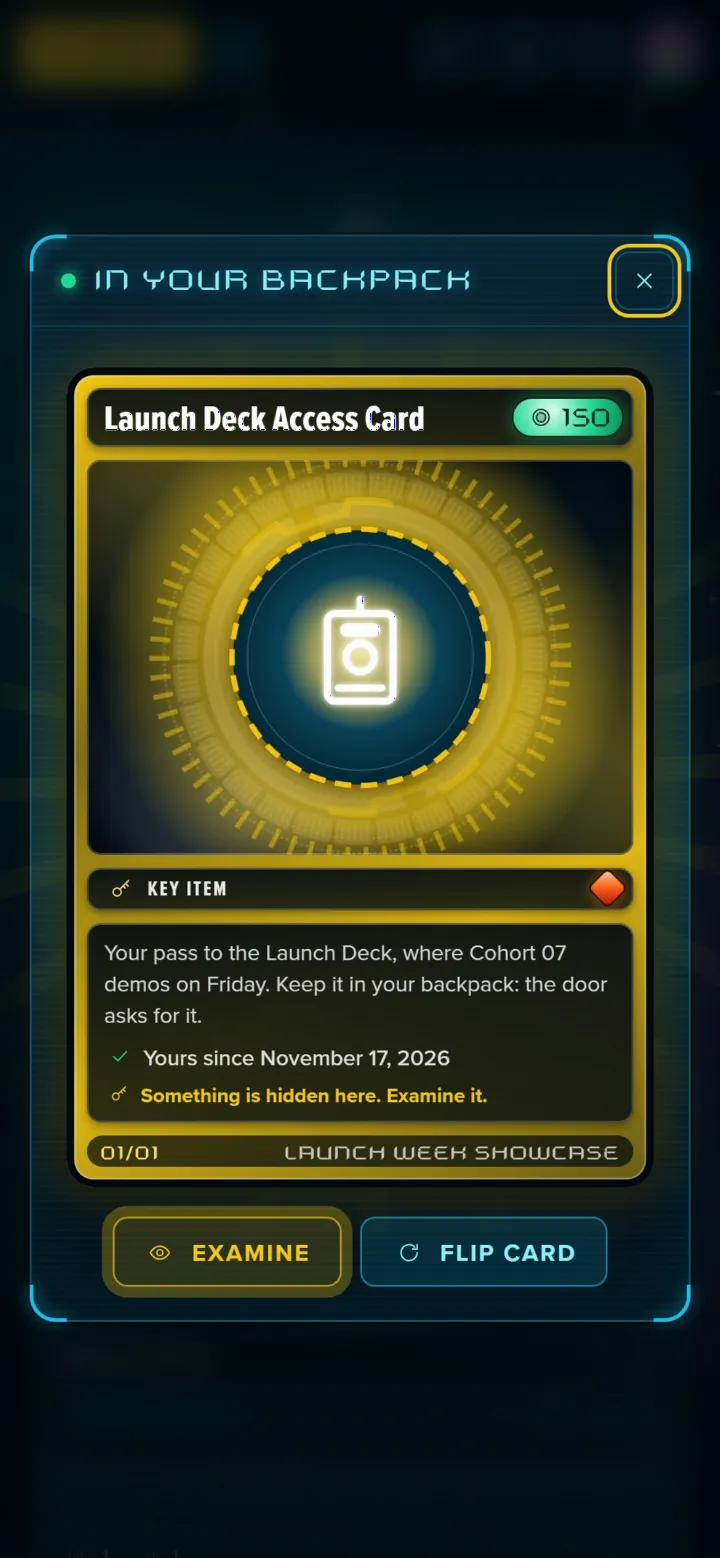 IN YOUR BACKPACK
Launch Deck Access Card
150
KEY ITEM
Your pass to the Launch Deck, where Cohort 07
demos on Friday. Keep it in your backpack: the door
asks for it.
Yours since November 17, 2026
Something is hidden here. Examine it.
01/01
LAUNCH WEEK SHOWCASE
EXAMINE
FLIP CARD